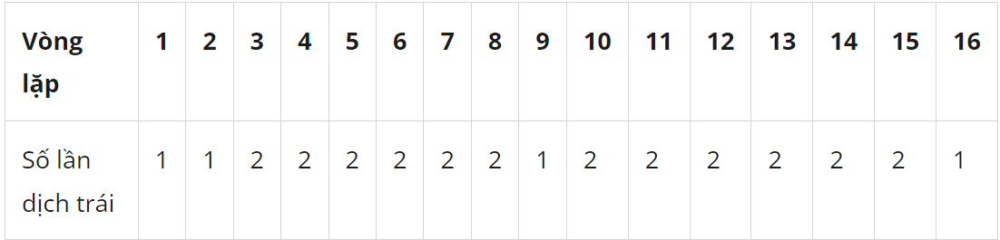 Vòng lặp 1 2 3 4 5 6 7 8 9 10 11 12 13 14 15 16
Số lần dịch trái 1 1 2 2 2 2 2 2 1 2 2 2 2 2 2 1